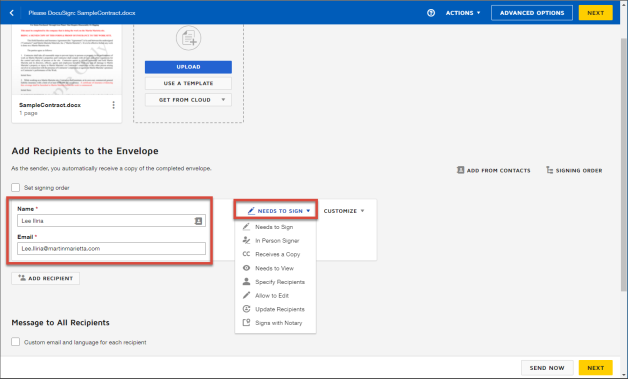 Please DocuSign: SampleContract.docx
ACTIONS
ADVANCED OPTIONS
NEXT
UPLOAD
USE A TEMPLATE
GET FROM CLOUD
SampleContract.docx
1 page
Add Recipients to the Envelope
As the sender, you automatically receive a copy of the completed envelope.
ADD FROM CONTACTS
SIGNING ORDER
Set signing order
Name *
Lee Ilina
Email *
Lee.Ilina@martinmarietta.com
NEEDS TO SIGN
CUSTOMIZE
Needs to Sign
In Person Signer
CC Receives a Copy
Needs to View
Specify Recipients
Allow to Edit
Update Recipients
Signs with Notary
ADD RECIPIENT
Message to All Recipients
Custom email and language for each recipient
SEND NOW
NEXT